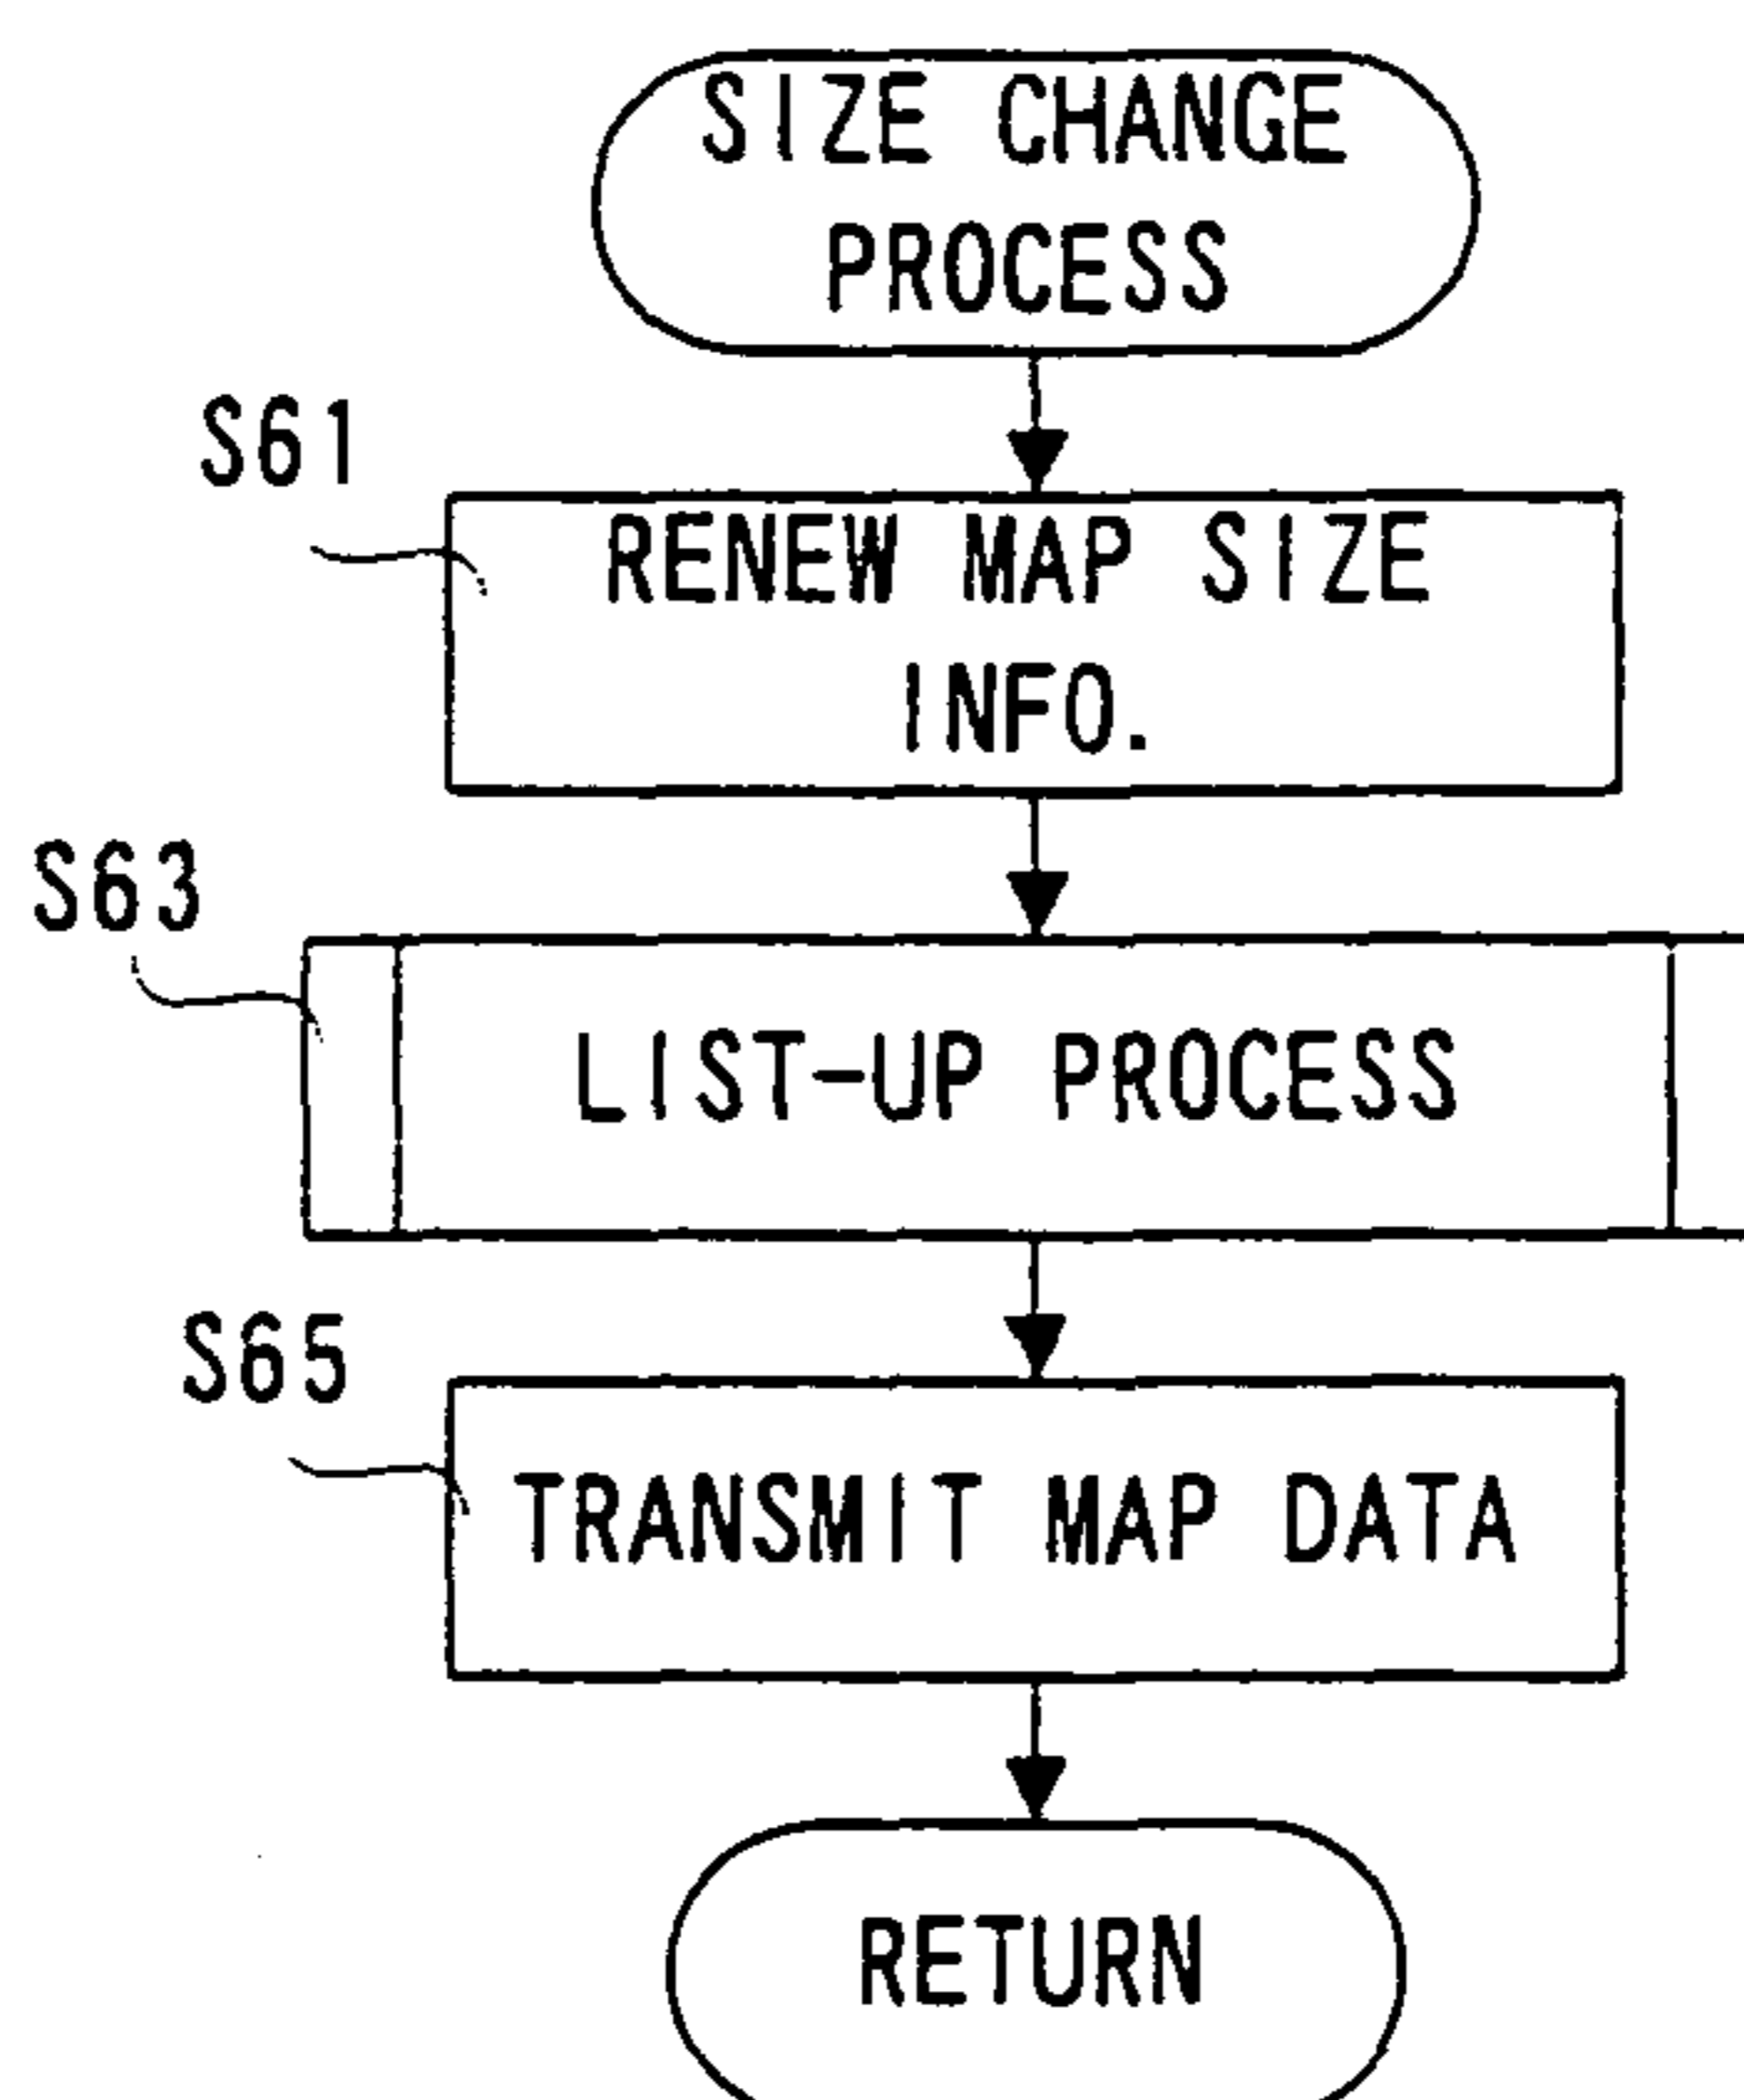 SIZE CHANGE
PROCESS
S61
RENEW MAP SIZE
INFO.
S63
LIST-UP PROCESS
S65
TRANSMIT MAP DATA
RETURN